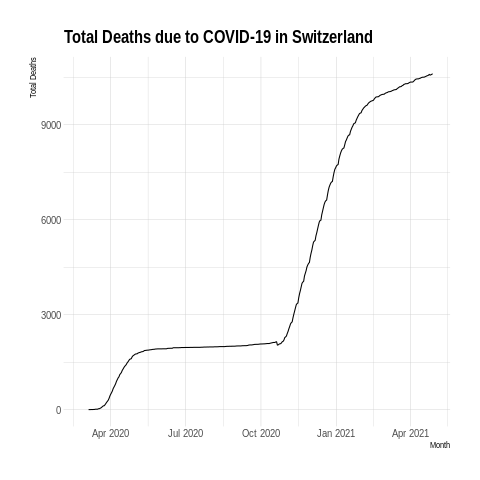 Total Deaths due to COVID-19 in Switzerland
Total Deaths
9000
6000
3000
0
Apr 2020 Jul 2020 Oct 2020 Jan 2021 Apr 2021
Month